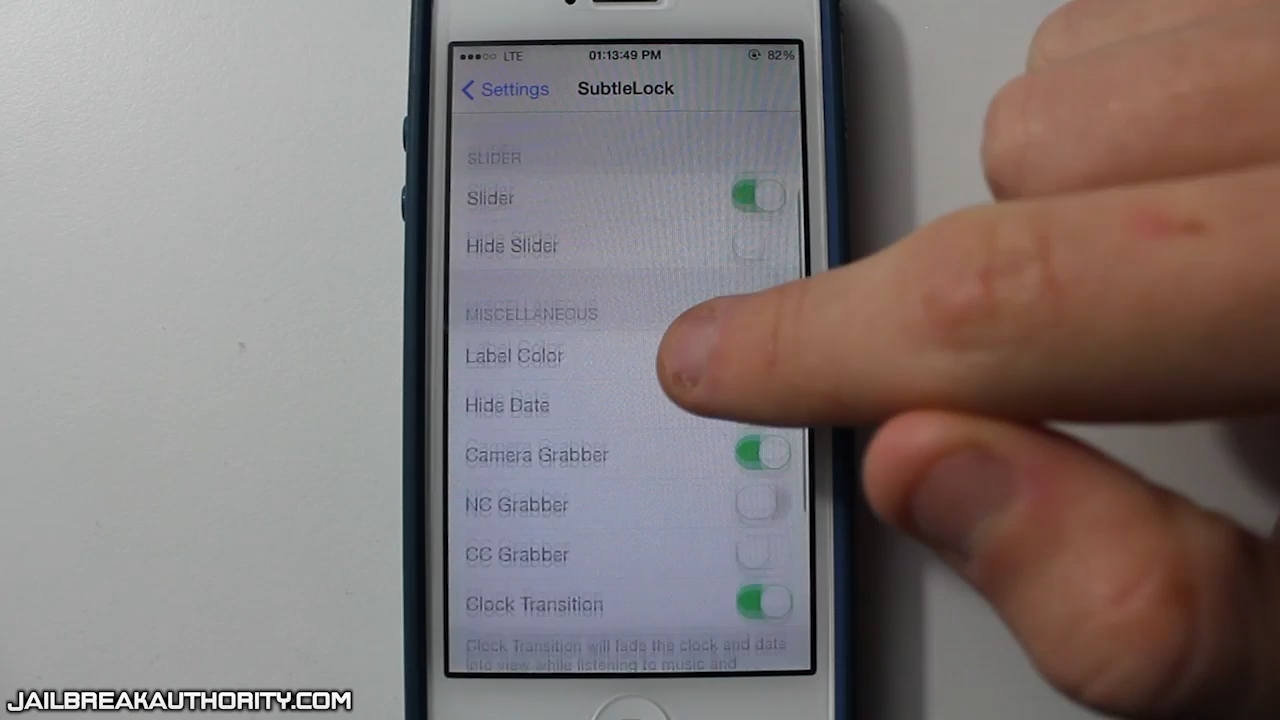 LTE 01:13:49 PM 82%
Settings SubtleLock
SLIDER
Slider
Hide Slider
MISCELLANEOUS
Label Color
Hide Date
Camera Grabber
NC Grabber
CC Grabber
Clock Transition
Clock Transition will fade the clock and date
into view while listening to music and
JAILBREAKAUTHORITY.COM